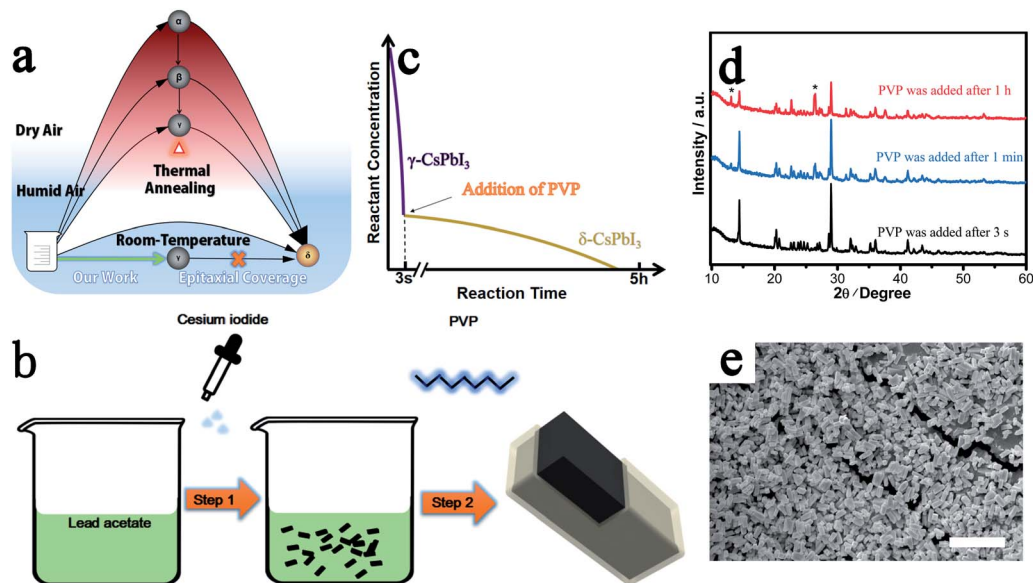 a
α
β
γ
Dry Air
Thermal
Annealing
Humid Air
Room-Temperature
γ
δ
Our Work
Epitaxial Coverage
c
Reactant Concentration
γ-CsPbI₃
Addition of PVP
δ-CsPbI₃
3s
5h
Reaction Time
d
Intensity / a.u.
*
*
PVP was added after 1 h
PVP was added after 1 min
PVP was added after 3 s
10 20 30 40 50 60
2θ /Degree
b
Cesium iodide
PVP
Lead acetate
Step 1
Step 2
e